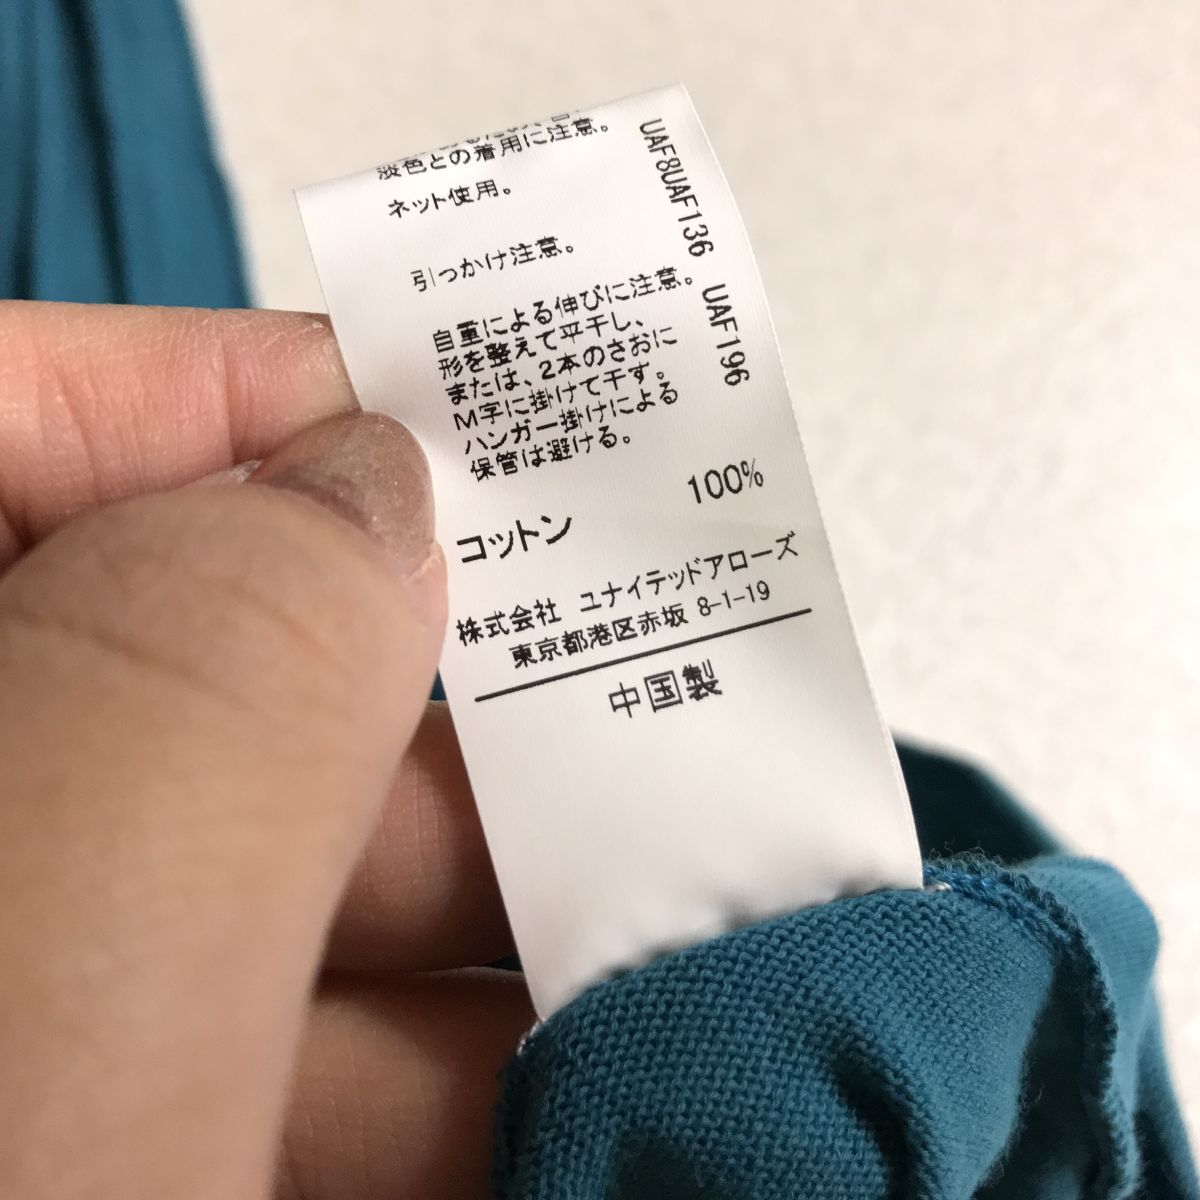 淡色との着用に注意。
ネット使用。
引っかけ注意。
自重による伸びに注意。
形を整えて平干し、
または、2本のさおに
M字に掛けて干す。
ハンガー掛けによる
保管は避ける。
コットン 100%
株式会社 ユナイテッドアローズ
東京都港区赤坂 8-1-19
中国製
UAF8UAF136 UAF196